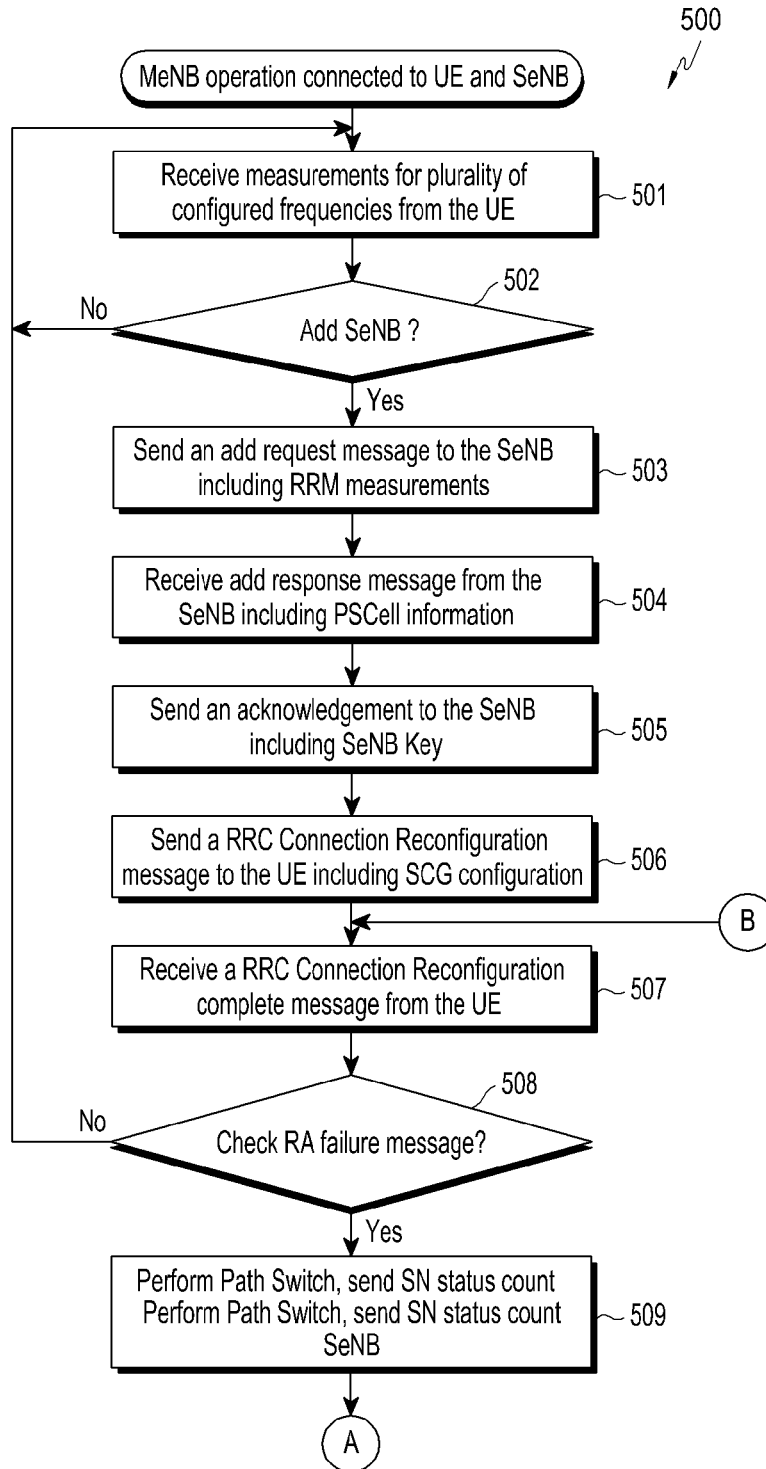 500
MeNB operation connected to UE and SeNB
Receive measurements for plurality of
configured frequencies from the UE
501
502
No
Add SeNB ?
Yes
Send an add request message to the SeNB
including RRM measurements
503
Receive add response message from the
SeNB including PSCell information
504
Send an acknowledgement to the SeNB
including SeNB Key
505
Send a RRC Connection Reconfiguration
message to the UE including SCG configuration
506
B
Receive a RRC Connection Reconfiguration
complete message from the UE
507
508
No
Check RA failure message?
Yes
Perform Path Switch, send SN status count
Perform Path Switch, send SN status count
SeNB
509
A